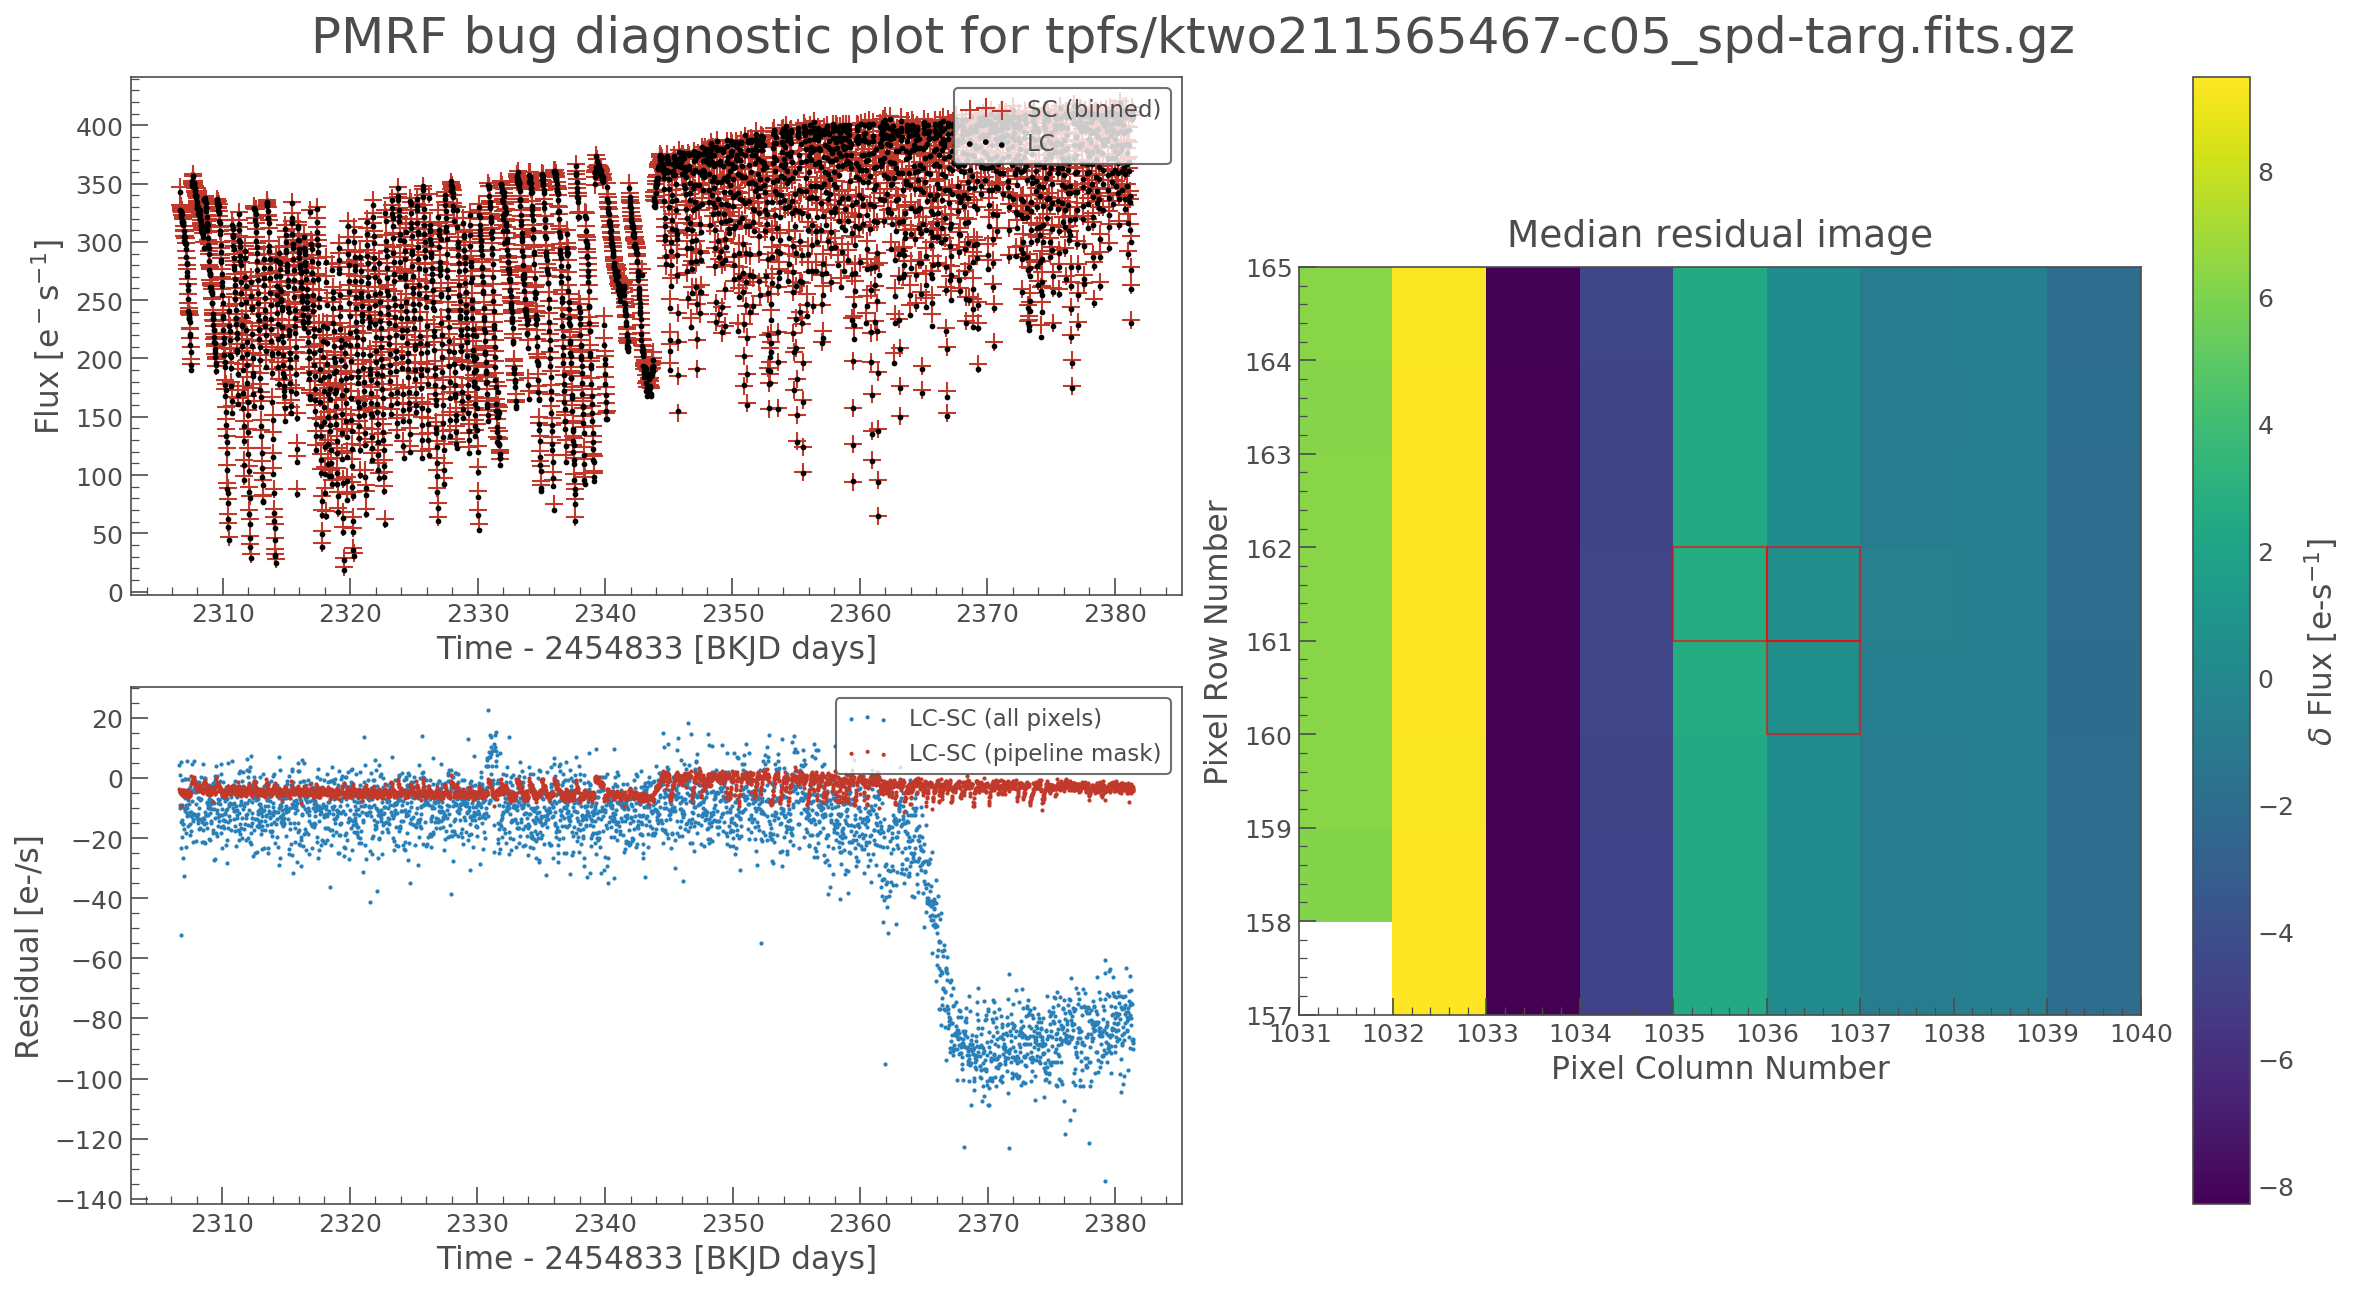 PMRF bug diagnostic plot for tpfs/ktwo211565467-c05_spd-targ.fits.gz
SC (binned)
LC
400
350
300
250
200
150
100
50
0
Flux [e⁻ s⁻¹]
2310 2320 2330 2340 2350 2360 2370 2380
Time - 2454833 [BKJD days]
LC-SC (all pixels)
LC-SC (pipeline mask)
20
0
−20
−40
−60
−80
−100
−120
−140
Residual [e-/s]
2310 2320 2330 2340 2350 2360 2370 2380
Time - 2454833 [BKJD days]
Median residual image
165
164
163
162
161
160
159
158
157
Pixel Row Number
1031 1032 1033 1034 1035 1036 1037 1038 1039 1040
Pixel Column Number
8
6
4
2
0
−2
−4
−6
−8
δ Flux [e-s⁻¹]